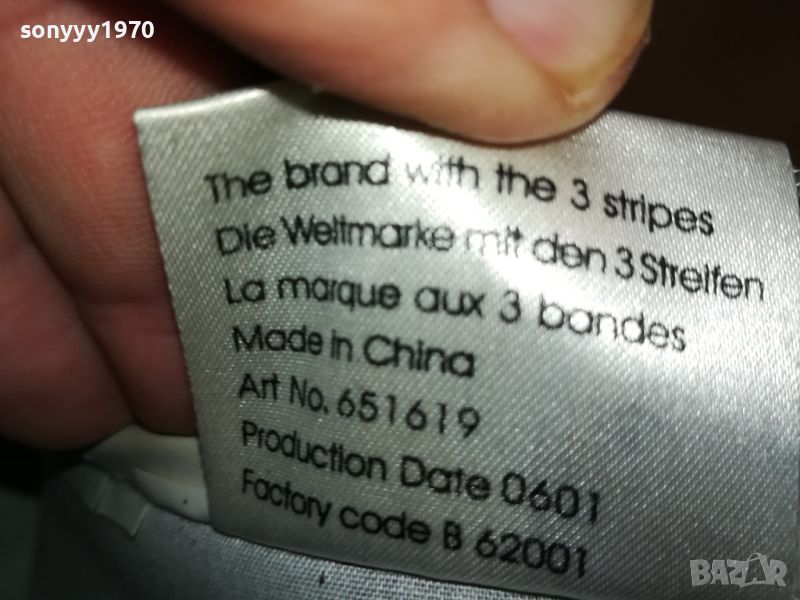 sonyyy1970
The brand with the 3 stripes
Die Weltmarke mit den 3 Streifen
La marque aux 3 bandes
Made in China
Art No. 651619
Production Date 0601
Factory code B 62001
BAZAR